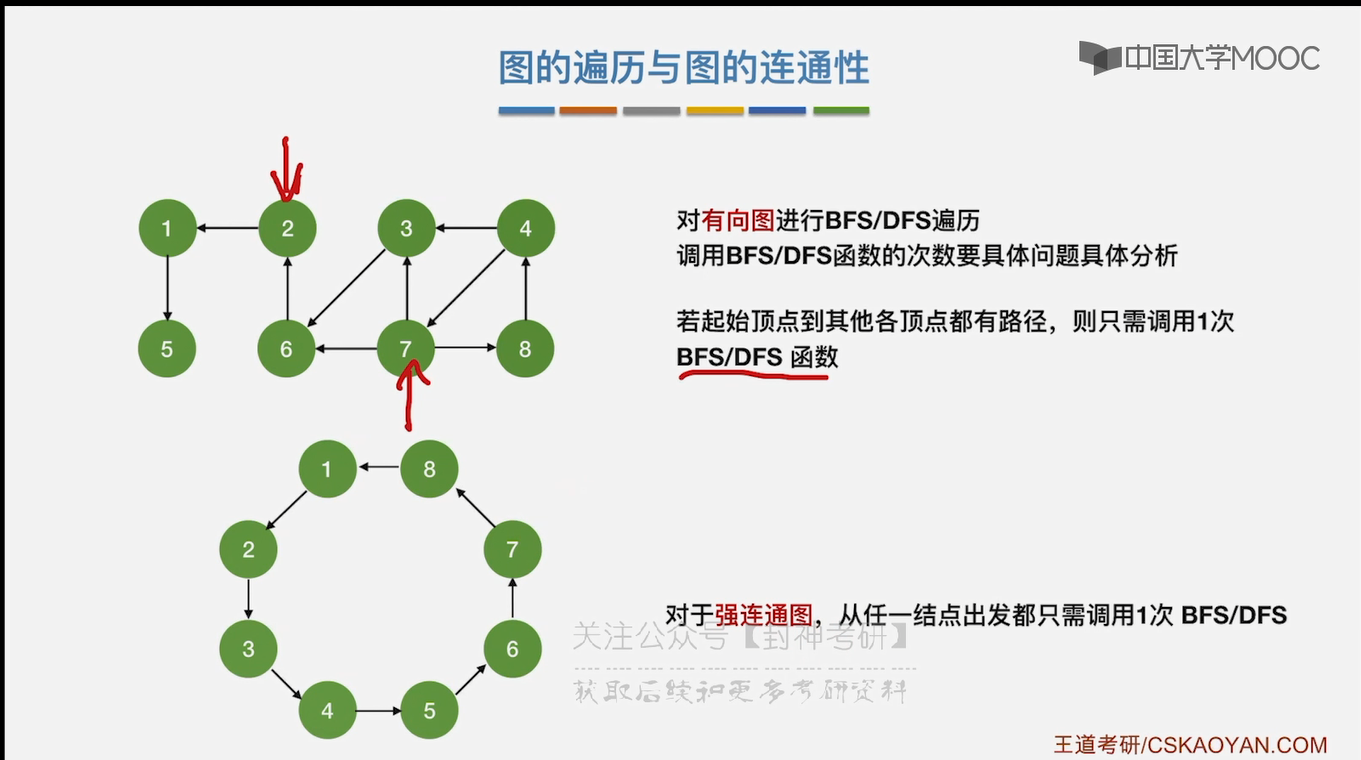 图的遍历与图的连通性
中国大学MOOC
1
2
3
4
5
6
7
8
对有向图进行BFS/DFS遍历
调用BFS/DFS函数的次数要具体问题具体分析
若起始顶点到其他各顶点都有路径，则只需调用1次
BFS/DFS 函数
1
8
2
7
3
6
4
5
对于强连通图，从任一结点出发都只需调用1次 BFS/DFS
关注公众号【封神考研】
获取后续和更多考研资料
王道考研/CSKAOYAN.COM